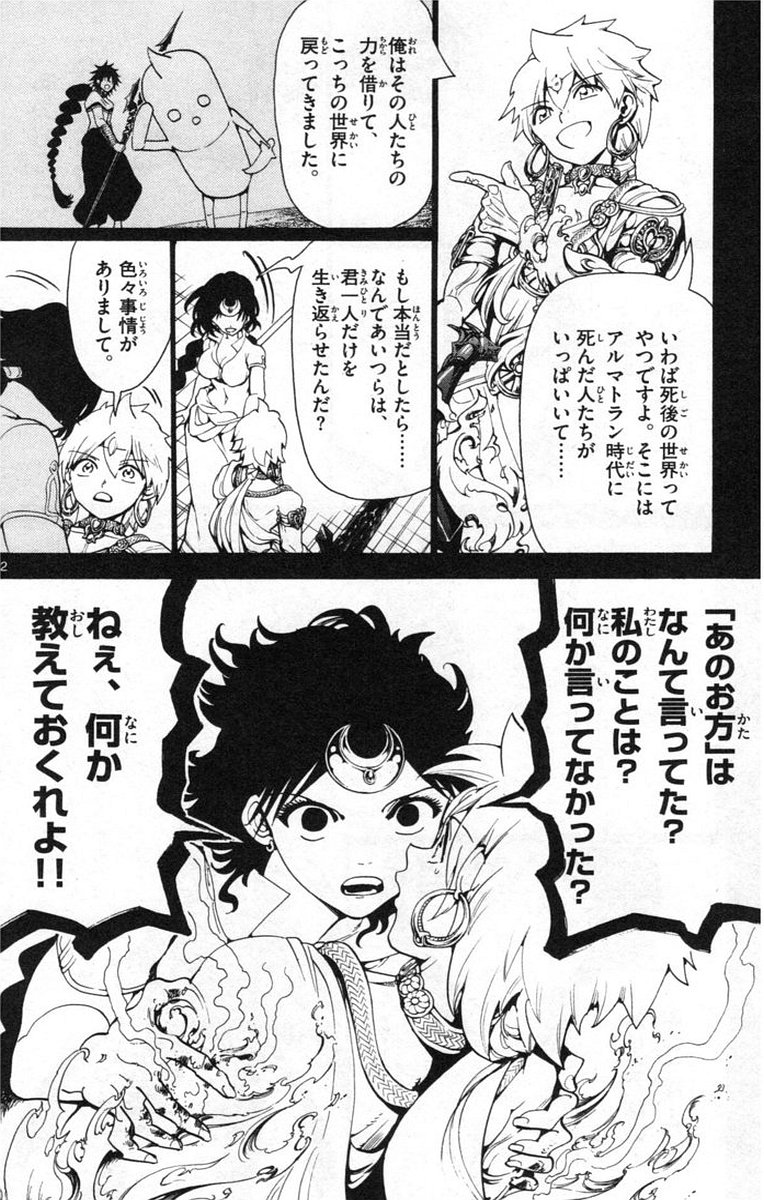 いわば死後の世界って
やつですよ。そこには
アルマトラン時代に
死んだ人たちが
いっぱいいて……
俺はその人たちの
力を借りて、
こっちの世界に
戻ってきました。
もし本当だとしたら……
なんであいつらは、
君一人だけを
生き返らせたんだ？
色々事情が
ありまして。
2
「あのお方」は
なんて言ってた？
私のことは？
何か言ってなかった？
ねぇ、何か
教えておくれよ！！